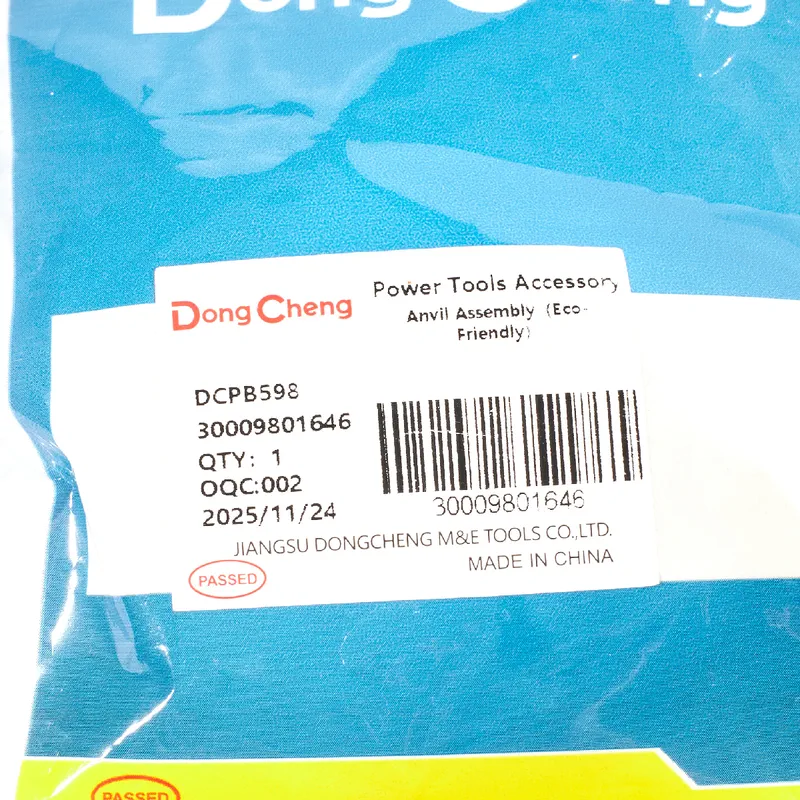 Dong Cheng
DongCheng
Power Tools Accessory
Anvil Assembly (Eco-
Friendly)
DCPB598
30009801646
QTY: 1
OQC:002
2025/11/24
30009801646
JIANGSU DONGCHENG M&E TOOLS CO.,LTD.
MADE IN CHINA
PASSED
PASSED